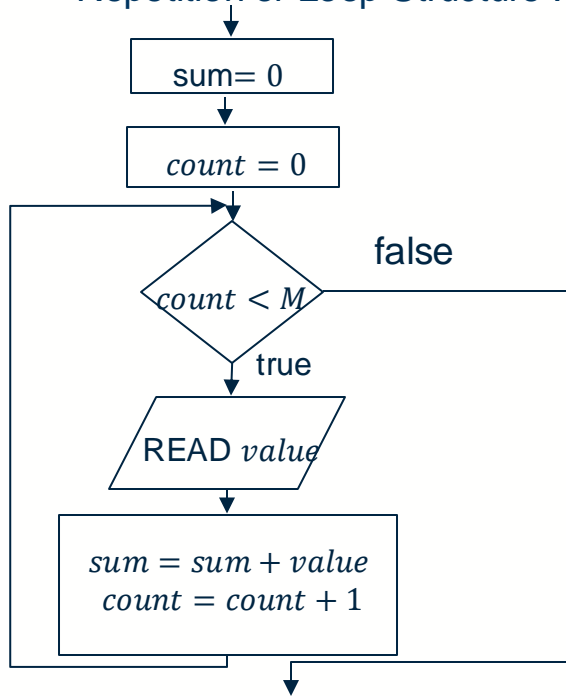 Repetition or Loop Structure
sum= 0
count = 0
count < M
false
true
READ value
sum = sum + value
count = count + 1